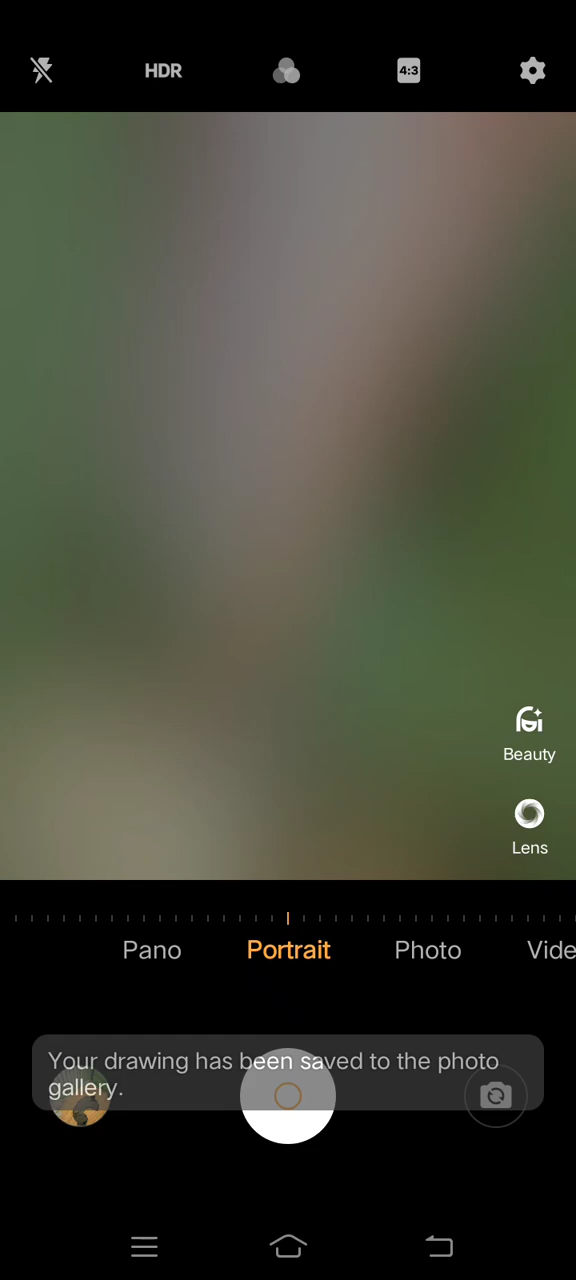 HDR
4:3
Beauty
Lens
Pano Portrait Photo Vide
Your drawing has been saved to the photo
gallery.